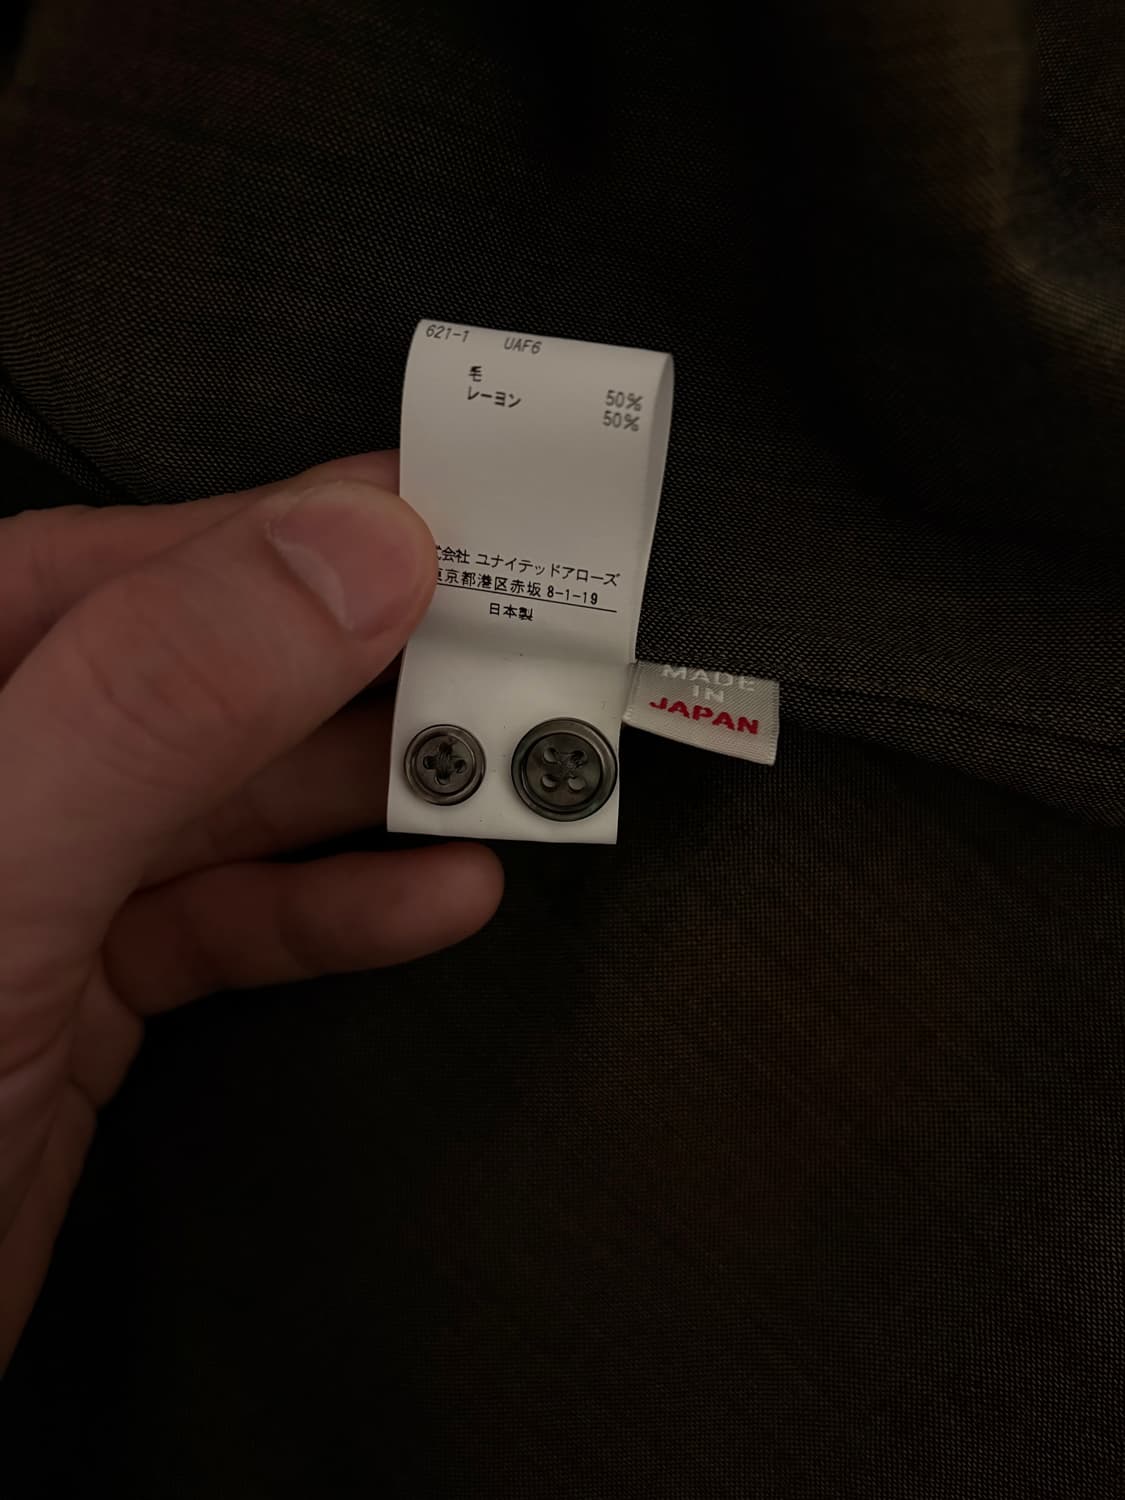 621-1 UAF6
毛 50%
レーヨン 50%
式会社 ユナイテッドアローズ
東京都港区赤坂 8-1-19
日本製
MADE
IN
JAPAN